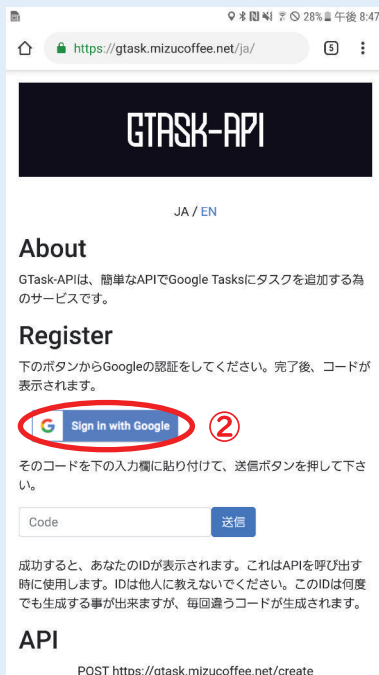 28% 午後 8:47
https://gtask.mizucoffee.net/ja/
5
GTASK-API
JA / EN
About
GTask-APIは、簡単なAPIでGoogle Tasksにタスクを追加する為
のサービスです。
Register
下のボタンからGoogleの認証をしてください。完了後、コードが
表示されます。
G Sign in with Google
②
そのコードを下の入力欄に貼り付けて、送信ボタンを押して下さ
い。
Code 送信
成功すると、あなたのIDが表示されます。これはAPIを呼び出す
時に使用します。IDは他人に教えないでください。このIDは何度
でも生成する事が出来ますが、毎回違うコードが生成されます。
API
POST https://gtask.mizucoffee.net/create